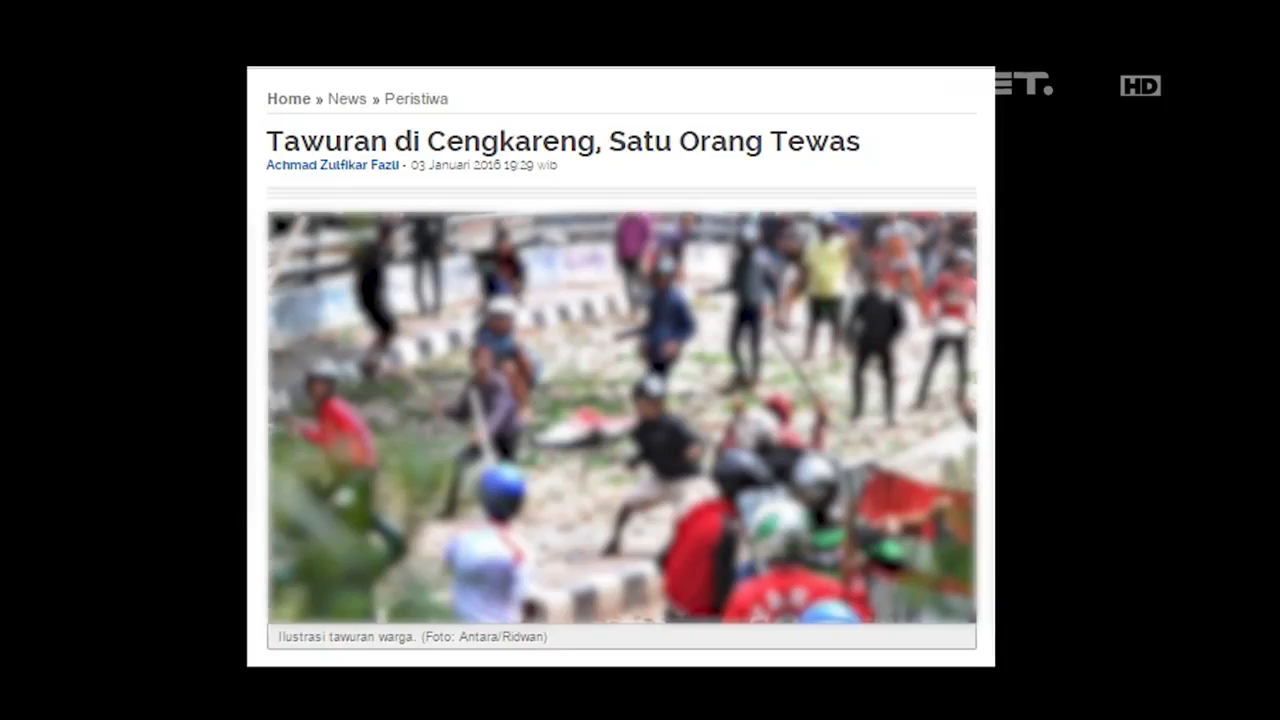 ET.
HD
Home » News » Peristiwa
Tawuran di Cengkareng, Satu Orang Tewas
Achmad Zulfikar Fazli - 03 Januari 2016 19:29 wib
Ilustrasi tawuran warga. (Foto: Antara/Ridwan)